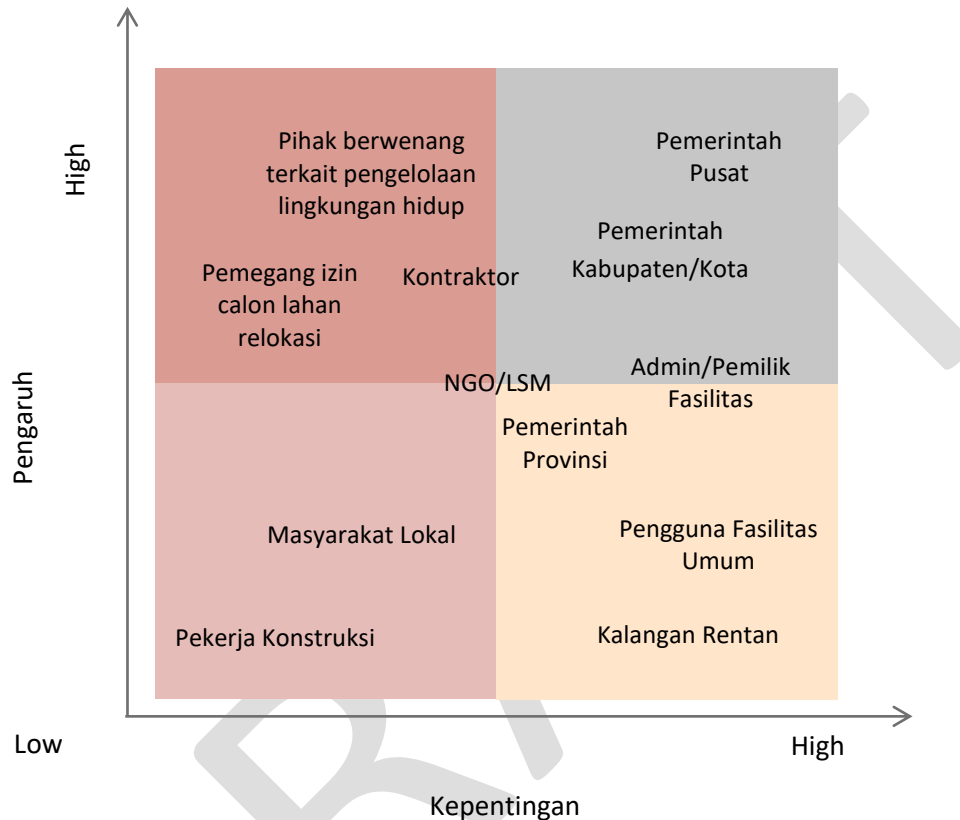 High
Pihak berwenang
terkait pengelolaan
lingkungan hidup
Pemerintah
Pusat
Pemerintah
Kabupaten/Kota
Pemegang izin
calon lahan
relokasi
Kontraktor
Pengaruh
NGO/LSM
Admin/Pemilik
Fasilitas
Pemerintah
Provinsi
Masyarakat Lokal
Pengguna Fasilitas
Umum
Pekerja Konstruksi
Kalangan Rentan
Low
High
Kepentingan